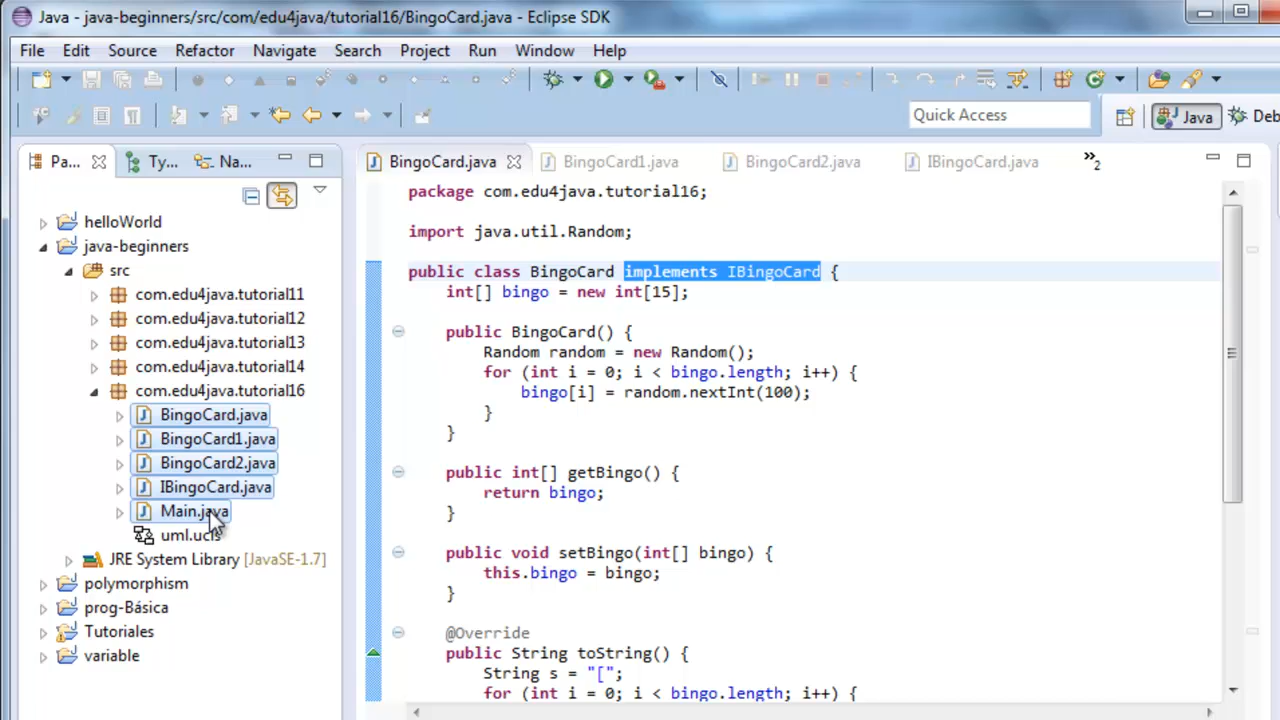 Java - java-beginners/src/com/edu4java/tutorial16/BingoCard.java - Eclipse SDK
File Edit Source Refactor Navigate Search Project Run Window Help
Quick Access
Java
Deb
Pa...
Ty...
Na...
helloWorld
java-beginners
src
com.edu4java.tutorial11
com.edu4java.tutorial12
com.edu4java.tutorial13
com.edu4java.tutorial14
com.edu4java.tutorial16
BingoCard.java
BingoCard1.java
BingoCard2.java
IBingoCard.java
Main.java
uml.ucls
JRE System Library [JavaSE-1.7]
polymorphism
prog-Básica
Tutoriales
variable
BingoCard.java BingoCard1.java BingoCard2.java IBingoCard.java »2
package com.edu4java.tutorial16;
import java.util.Random;
public class BingoCard implements IBingoCard {
int[] bingo = new int[15];
public BingoCard() {
Random random = new Random();
for (int i = 0; i < bingo.length; i++) {
bingo[i] = random.nextInt(100);
}
}
public int[] getBingo() {
return bingo;
}
public void setBingo(int[] bingo) {
this.bingo = bingo;
}
@Override
public String toString() {
String s = "[";
for (int i = 0; i < bingo.length; i++) {